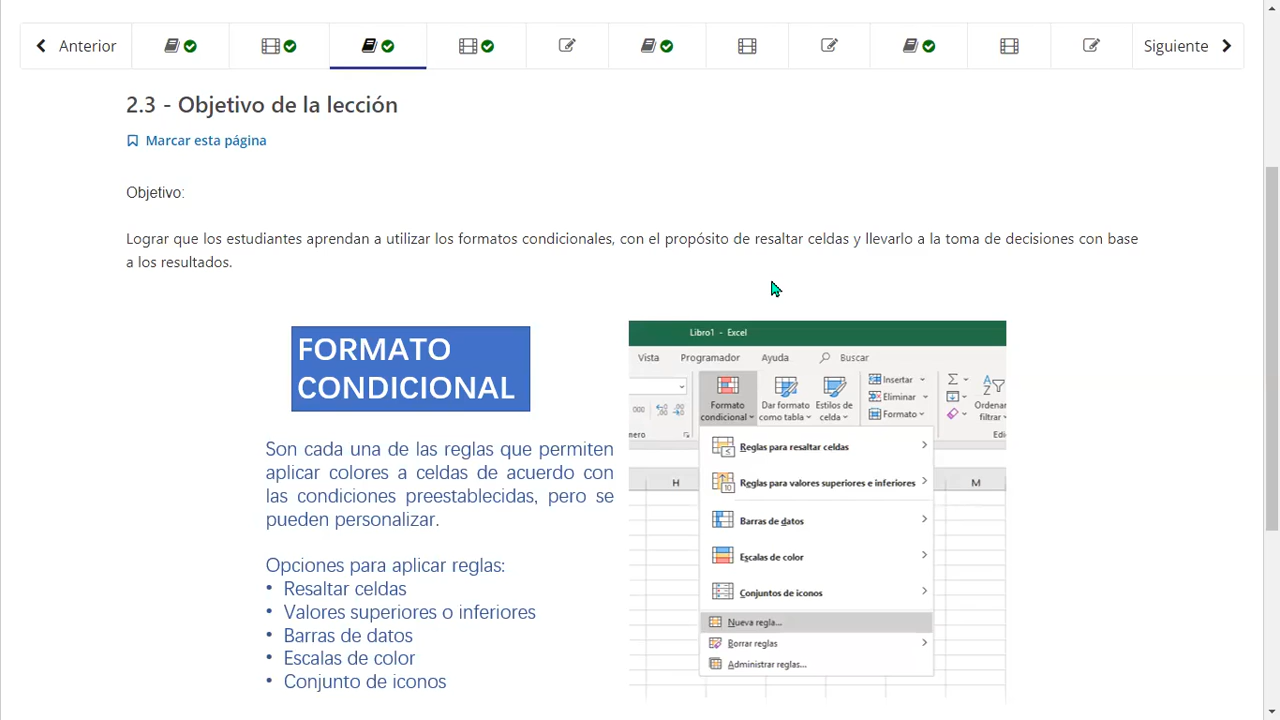 Anterior
Siguiente
2.3 - Objetivo de la lección
Marcar esta página
Objetivo:
Lograr que los estudiantes aprendan a utilizar los formatos condicionales, con el propósito de resaltar celdas y llevarlo a la toma de decisiones con base
a los resultados.
FORMATO
CONDICIONAL
Son cada una de las reglas que permiten
aplicar colores a celdas de acuerdo con
las condiciones preestablecidas, pero se
pueden personalizar.
Opciones para aplicar reglas:
• Resaltar celdas
• Valores superiores o inferiores
• Barras de datos
• Escalas de color
• Conjunto de iconos
Libro1 - Excel
Vista Programador Ayuda Buscar
Formato
condicional
Dar formato
como tabla
Estilos de
celda
Insertar
Eliminar
Formato
Ordenar
filtrar
mero
Edi
H M
Reglas para resaltar celdas
Reglas para valores superiores e inferiores
Barras de datos
Escalas de color
Conjuntos de iconos
Nueva regla...
Borrar reglas
Administrar reglas...